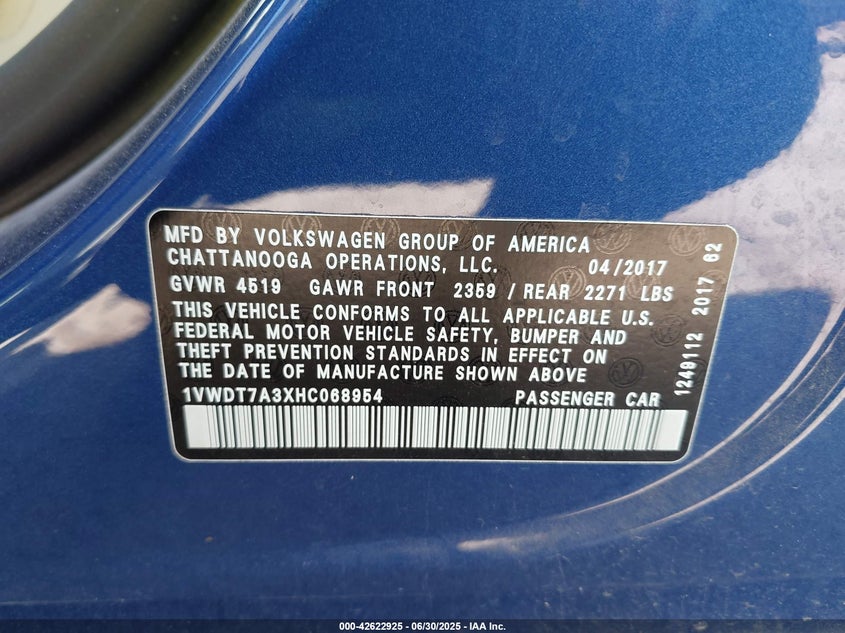 MFD BY VOLKSWAGEN GROUP OF AMERICA
CHATTANOOGA OPERATIONS, LLC. 04/2017
GVWR 4519 GAWR FRONT 2359 / REAR 2271 LBS
THIS VEHICLE CONFORMS TO ALL APPLICABLE U.S.
FEDERAL MOTOR VEHICLE SAFETY, BUMPER AND
THEFT PREVENTION STANDARDS IN EFFECT ON
THE DATE OF MANUFACTURE SHOWN ABOVE
1VWDT7A3XHC068954 PASSENGER CAR
1249112 2017 62
000-42622925 - 06/30/2025 - IAA Inc.